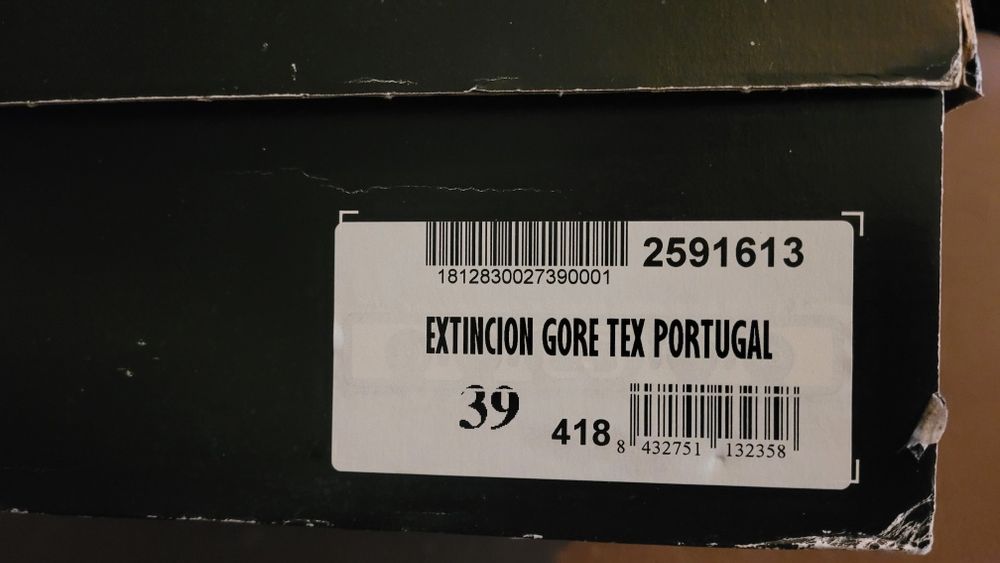 2591613
1812830027390001
EXTINCION GORE TEX PORTUGAL
39
418
8 432751 132358